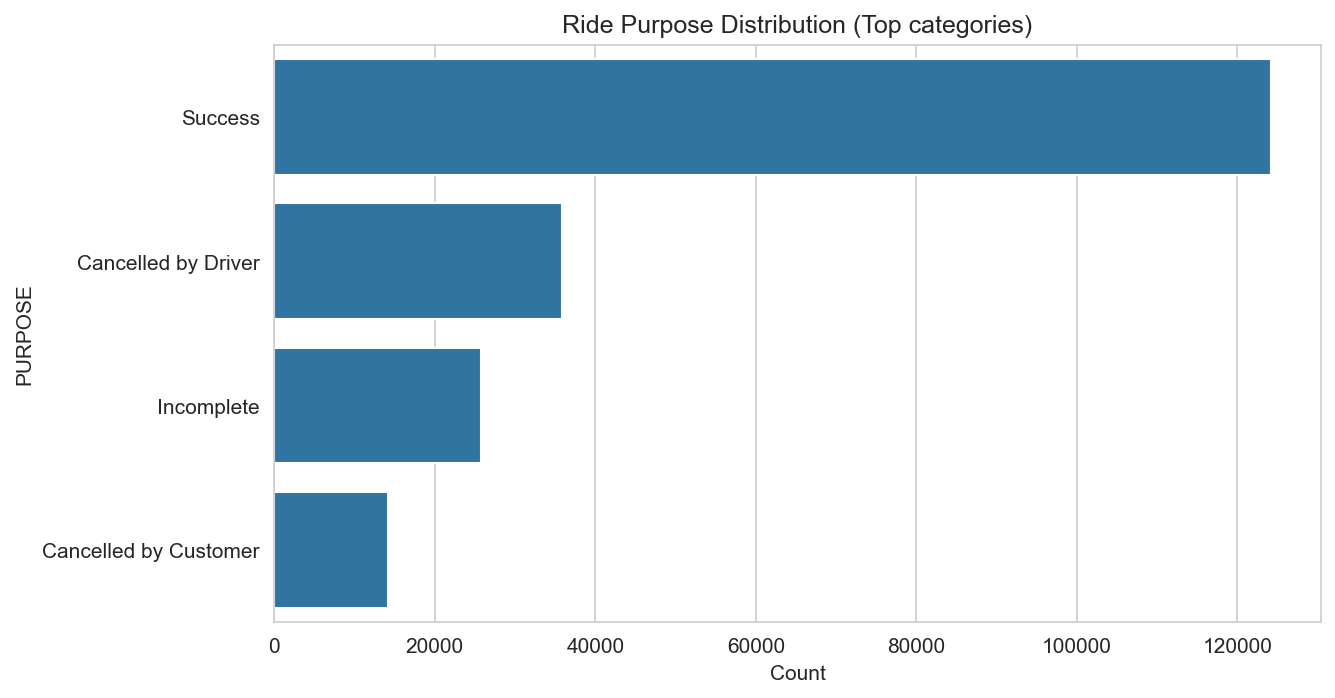 Ride Purpose Distribution (Top categories)
PURPOSE
Success
Cancelled by Driver
Incomplete
Cancelled by Customer
0 20000 40000 60000 80000 100000 120000
Count